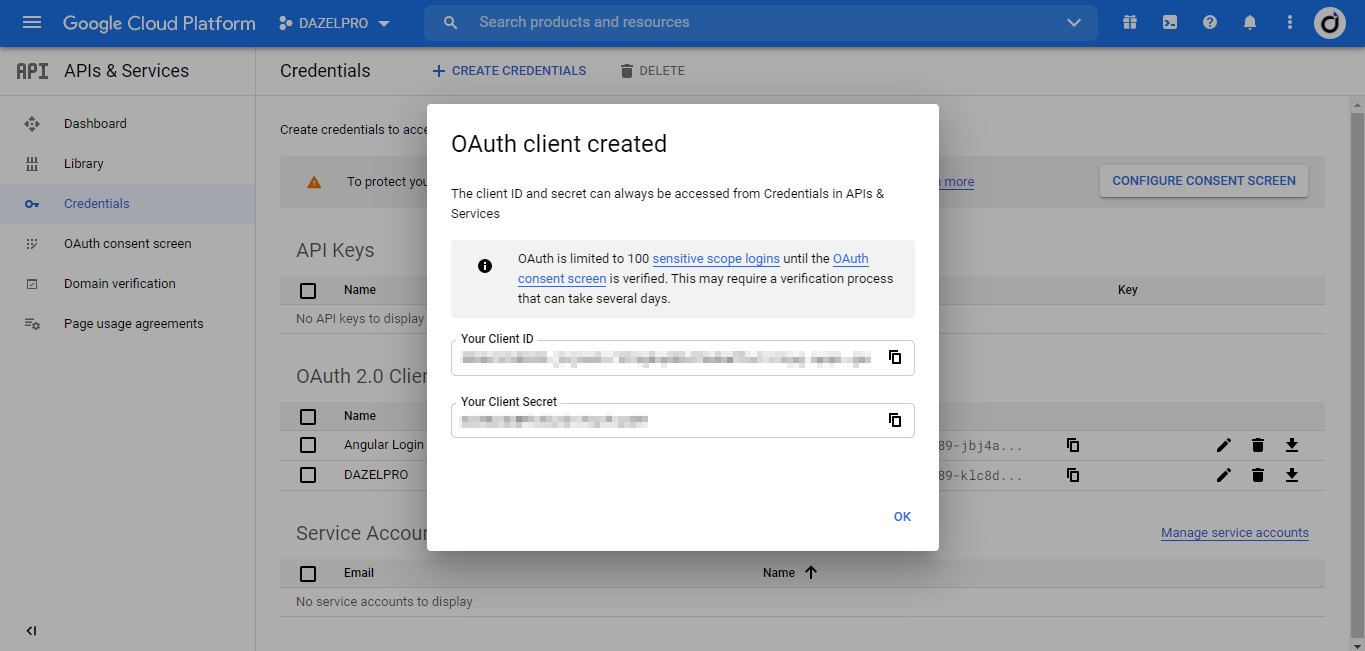 Google Cloud Platform
DAZELPRO
Search products and resources
API
APIs & Services
Credentials
CREATE CREDENTIALS
DELETE
Dashboard
Library
Credentials
OAuth consent screen
Domain verification
Page usage agreements
Create credentials to acce
To protect you
more
CONFIGURE CONSENT SCREEN
API Keys
Name
Key
No API keys to display
OAuth 2.0 Clie
Name
Angular Login
89-jbj4a...
DAZELPRO
89-klc8d...
Service Accou
Manage service accounts
Email
Name
No service accounts to display
OAuth client created
The client ID and secret can always be accessed from Credentials in APIs &
Services
OAuth is limited to 100 sensitive scope logins until the OAuth
consent screen is verified. This may require a verification process
that can take several days.
Your Client ID
Your Client Secret
OK